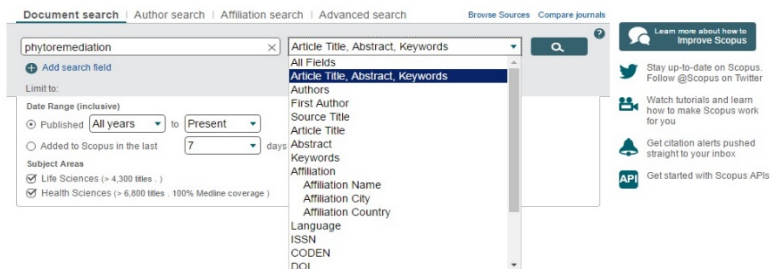 Document search | Author search | Affiliation search | Advanced search
Browse Sources Compare journals
phytoremediation ×
Article Title, Abstract, Keywords
?
Add search field
Limit to:
Date Range (inclusive)
Published All years to Present
Added to Scopus in the last 7 days
Subject Areas
Life Sciences (> 4,300 titles . )
Health Sciences (> 6,800 titles . 100% Medline coverage )
All Fields
Article Title, Abstract, Keywords
Authors
First Author
Source Title
Article Title
Abstract
Keywords
Affiliation
Affiliation Name
Affiliation City
Affiliation Country
Language
ISSN
CODEN
DOI
Learn more about how to
Improve Scopus
Stay up-to-date on Scopus.
Follow @Scopus on Twitter
Watch tutorials and learn
how to make Scopus work
for you
Get citation alerts pushed
straight to your inbox
API Get started with Scopus APIs